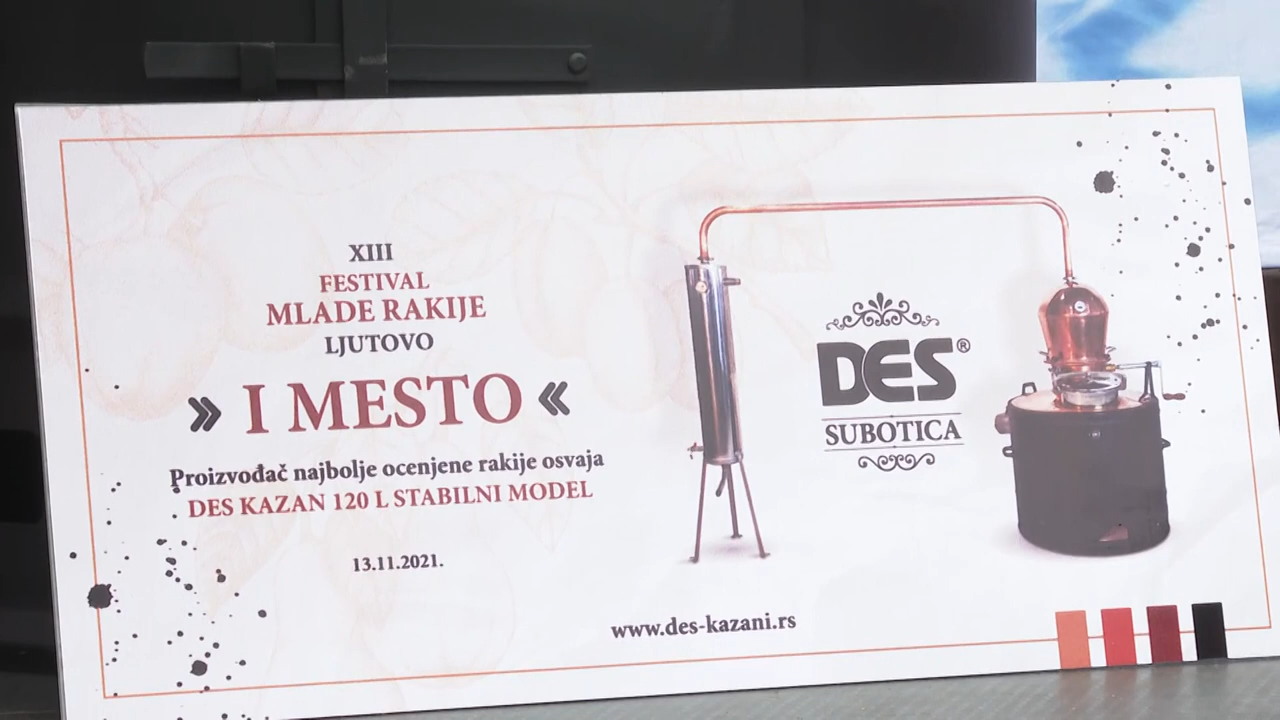 XIII
FESTIVAL
MLADE RAKIJE
LJUTOVO
» I MESTO «
Proizvođač najbolje ocenjene rakije osvaja
DES KAZAN 120 L STABILNI MODEL
13.11.2021.
DES®
SUBOTICA
www.des-kazani.rs